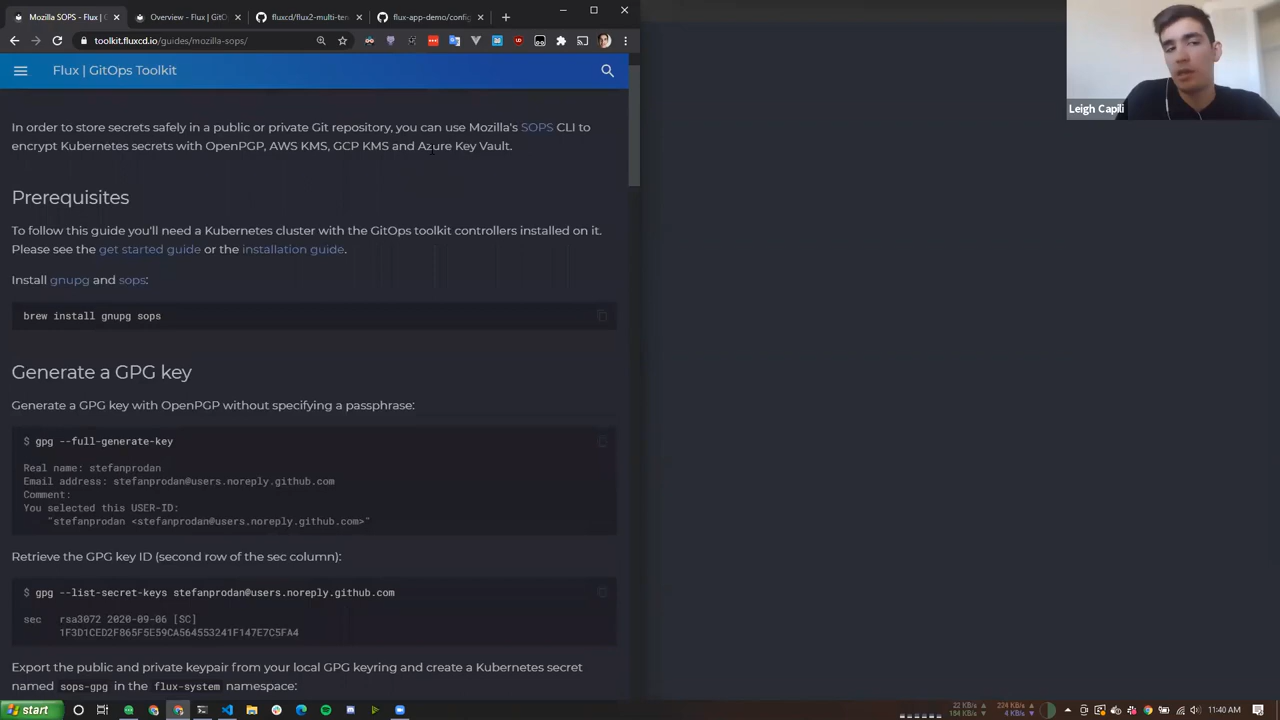 Mozilla SOPS - Flux | G
Overview - Flux | GitO
fluxcd/flux2-multi-ten
flux-app-demo/config
toolkit.fluxcd.io/guides/mozilla-sops/
Flux | GitOps Toolkit
In order to store secrets safely in a public or private Git repository, you can use Mozilla's SOPS CLI to
encrypt Kubernetes secrets with OpenPGP, AWS KMS, GCP KMS and Azure Key Vault.
Prerequisites
To follow this guide you'll need a Kubernetes cluster with the GitOps toolkit controllers installed on it.
Please see the get started guide or the installation guide.
Install gnupg and sops:
brew install gnupg sops
Generate a GPG key
Generate a GPG key with OpenPGP without specifying a passphrase:
$ gpg --full-generate-key
Real name: stefanprodan
Email address: stefanprodan@users.noreply.github.com
Comment:
You selected this USER-ID:
"stefanprodan <stefanprodan@users.noreply.github.com>"
Retrieve the GPG key ID (second row of the sec column):
$ gpg --list-secret-keys stefanprodan@users.noreply.github.com
sec rsa3072 2020-09-06 [SC]
1F3D1CED2F865F5E59CA564553241F147E7C5FA4
Export the public and private keypair from your local GPG keyring and create a Kubernetes secret
named sops-gpg in the flux-system namespace:
Leigh Capili
start
22 KB/s
184 KB/s
224 KB/s
4 KB/s
11:40 AM